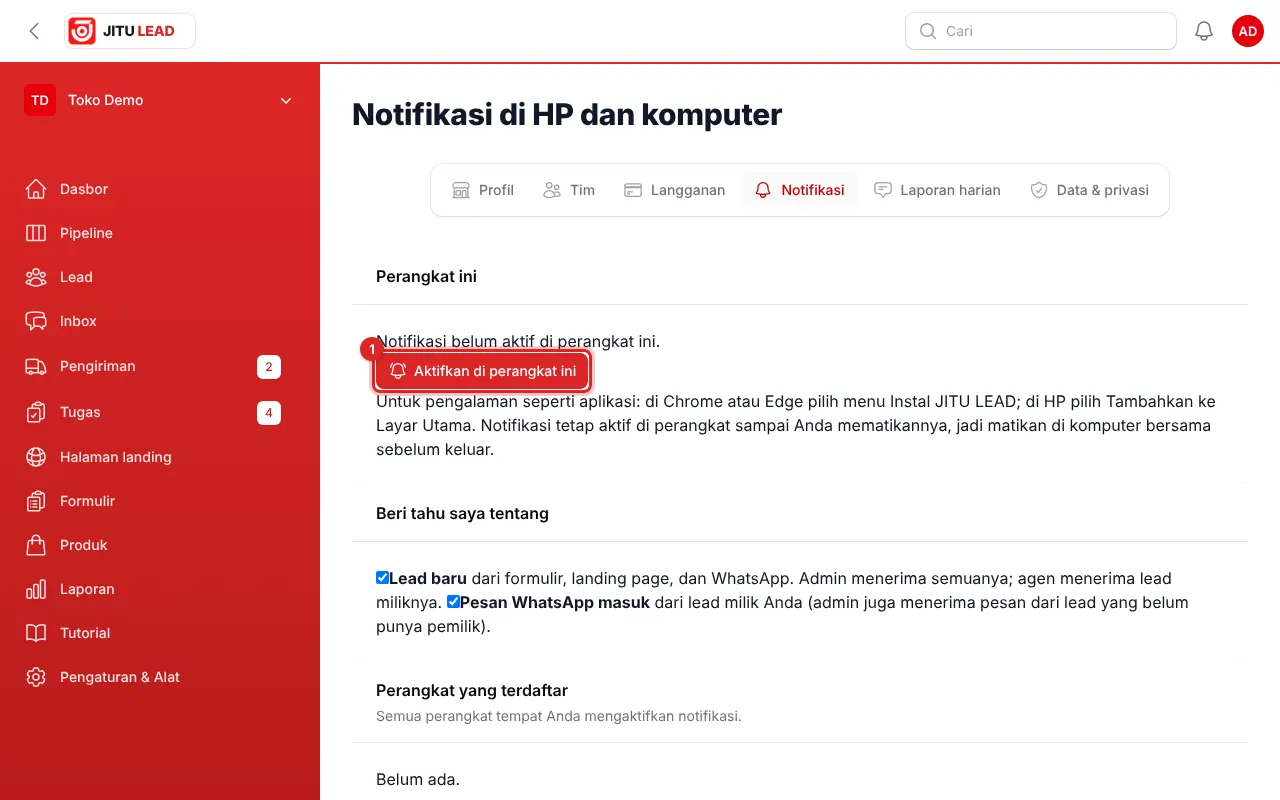 JITU LEAD
Cari
AD
TD
Toko Demo
Dasbor
Pipeline
Lead
Inbox
Pengiriman
2
Tugas
4
Halaman landing
Formulir
Produk
Laporan
Tutorial
Pengaturan & Alat
Notifikasi di HP dan komputer
Profil
Tim
Langganan
Notifikasi
Laporan harian
Data & privasi
Perangkat ini
Notifikasi belum aktif di perangkat ini.
1
Aktifkan di perangkat ini
Untuk pengalaman seperti aplikasi: di Chrome atau Edge pilih menu Instal JITU LEAD; di HP pilih Tambahkan ke
Layar Utama. Notifikasi tetap aktif di perangkat sampai Anda mematikannya, jadi matikan di komputer bersama
sebelum keluar.
Beri tahu saya tentang
Lead baru dari formulir, landing page, dan WhatsApp. Admin menerima semuanya; agen menerima lead
miliknya. Pesan WhatsApp masuk dari lead milik Anda (admin juga menerima pesan dari lead yang belum
punya pemilik).
Perangkat yang terdaftar
Semua perangkat tempat Anda mengaktifkan notifikasi.
Belum ada.